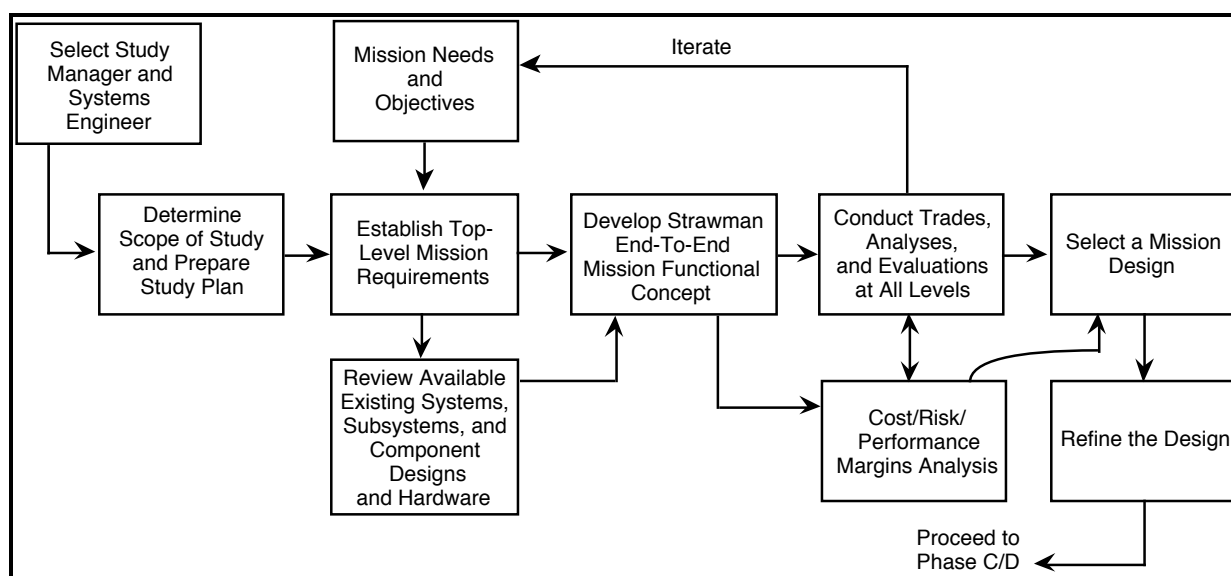 Select Study
Manager and
Systems
Engineer
Mission Needs
and
Objectives
Iterate
Determine
Scope of Study
and Prepare
Study Plan
Establish Top-
Level Mission
Requirements
Develop Strawman
End-To-End
Mission Functional
Concept
Conduct Trades,
Analyses,
and Evaluations
at All Levels
Select a Mission
Design
Review Available
Existing Systems,
Subsystems, and
Component
Designs
and Hardware
Cost/Risk/
Performance
Margins Analysis
Refine the Design
Proceed to
Phase C/D